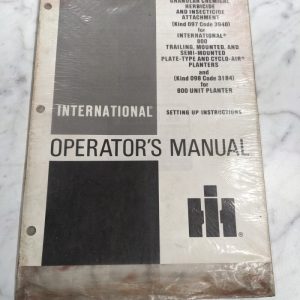 GRANULAR CHEMICAL
HERBICIDE
AND INSECTICIDE
ATTACHMENT
(Kind 097 Code 3940)
for
INTERNATIONAL®
800
TRAILING, MOUNTED, AND
SEMI-MOUNTED
PLATE-TYPE AND CYCLO-AIR®
PLANTERS
and
(Kind 098 Code 3184)
for
800 UNIT PLANTER
INTERNATIONAL®
SETTING UP INSTRUCTIONS
OPERATOR'S MANUAL
IH
®